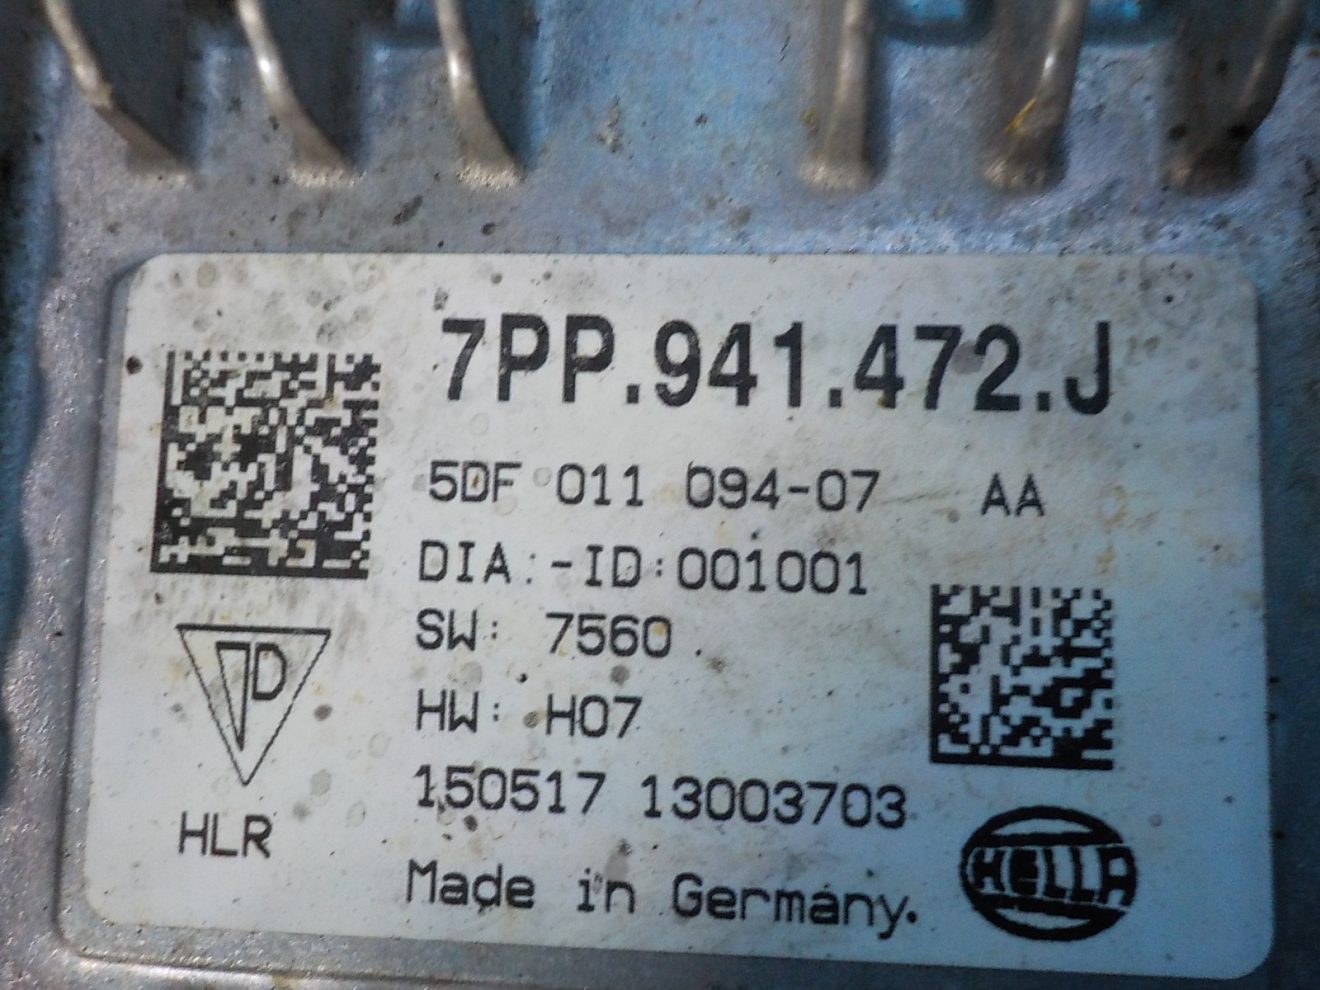 7PP.941.472.J
5DF 011 094-07 AA
DIA:-ID:001001
SW: 7560
HW: H07
150517 13003703
D
HLR
Made in Germany.
HELLA